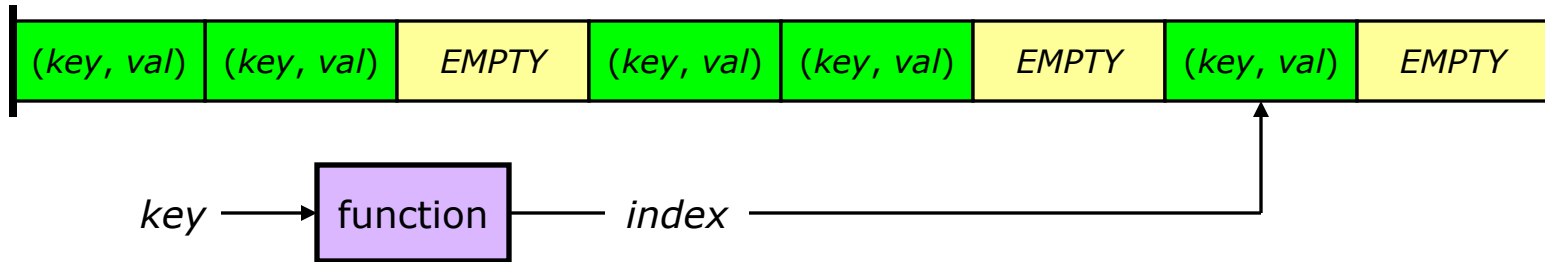 (key, val) (key, val) EMPTY (key, val) (key, val) EMPTY (key, val) EMPTY
key function index